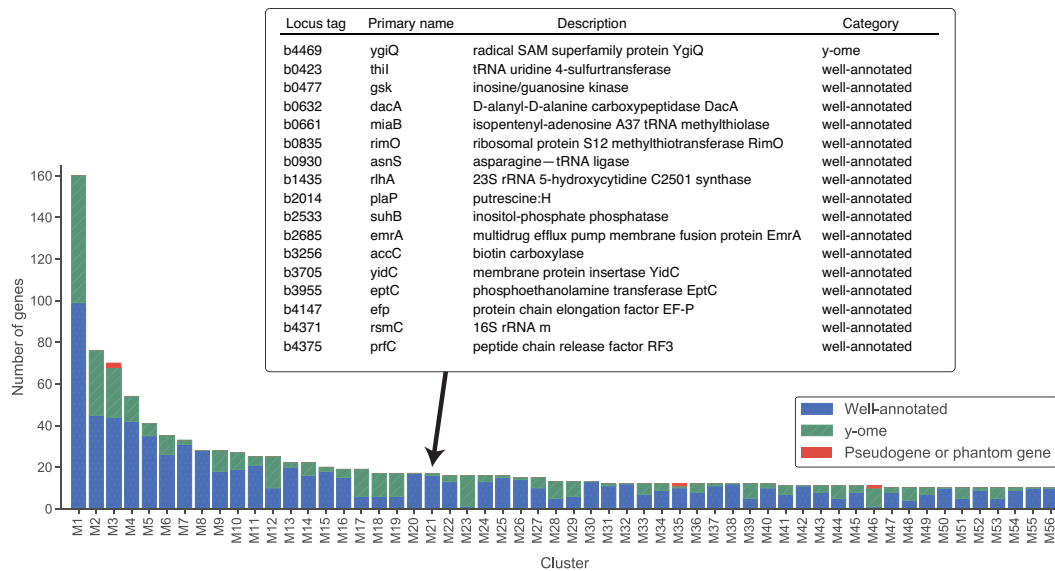 Locus tag Primary name Description Category
b4469 ygiQ radical SAM superfamily protein YgiQ y-ome
b0423 thiI tRNA uridine 4-sulfurtransferase well-annotated
b0477 gsk inosine/guanosine kinase well-annotated
b0632 dacA D-alanyl-D-alanine carboxypeptidase DacA well-annotated
b0661 miaB isopentenyl-adenosine A37 tRNA methylthiolase well-annotated
b0835 rimO ribosomal protein S12 methylthiotransferase RimO well-annotated
b0930 asnS asparagine—tRNA ligase well-annotated
b1435 rlhA 23S rRNA 5-hydroxycytidine C2501 synthase well-annotated
b2014 plaP putrescine:H well-annotated
b2533 suhB inositol-phosphate phosphatase well-annotated
b2685 emrA multidrug efflux pump membrane fusion protein EmrA well-annotated
b3256 accC biotin carboxylase well-annotated
b3705 yidC membrane protein insertase YidC well-annotated
b3955 eptC phosphoethanolamine transferase EptC well-annotated
b4147 efp protein chain elongation factor EF-P well-annotated
b4371 rsmC 16S rRNA m well-annotated
b4375 prfC peptide chain release factor RF3 well-annotated
Number of genes
160
140
120
100
80
60
40
20
0
Well-annotated
y-ome
Pseudogene or phantom gene
M1 M2 M3 M4 M5 M6 M7 M8 M9 M10 M11 M12 M13 M14 M15 M16 M17 M18 M19 M20 M21 M22 M23 M24 M25 M26 M27 M28 M29 M30 M31 M32 M33 M34 M35 M36 M37 M38 M39 M40 M41 M42 M43 M44 M45 M46 M47 M48 M49 M50 M51 M52 M53 M54 M55 M56
Cluster